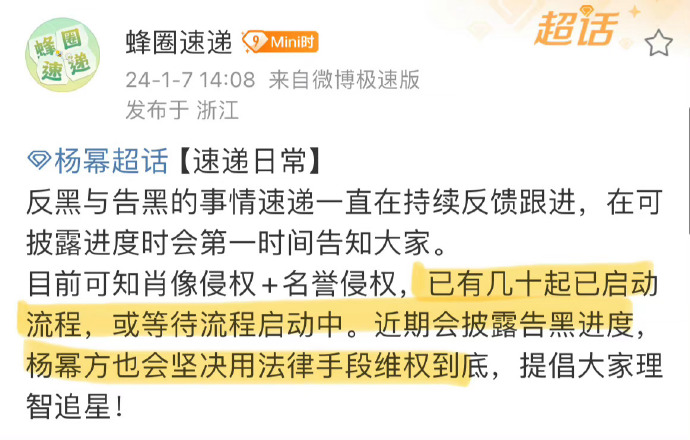 蜂圈速递 9 Mini时
超话
24-1-7 14:08 来自微博极速版
发布于 浙江
蜂圈
速递
杨幂超话【速递日常】
反黑与告黑的事情速递一直在持续反馈跟进，在可
披露进度时会第一时间告知大家。
目前可知肖像侵权+名誉侵权，已有几十起已启动
流程，或等待流程启动中。近期会披露告黑进度，
杨幂方也会坚决用法律手段维权到底，提倡大家理
智追星！